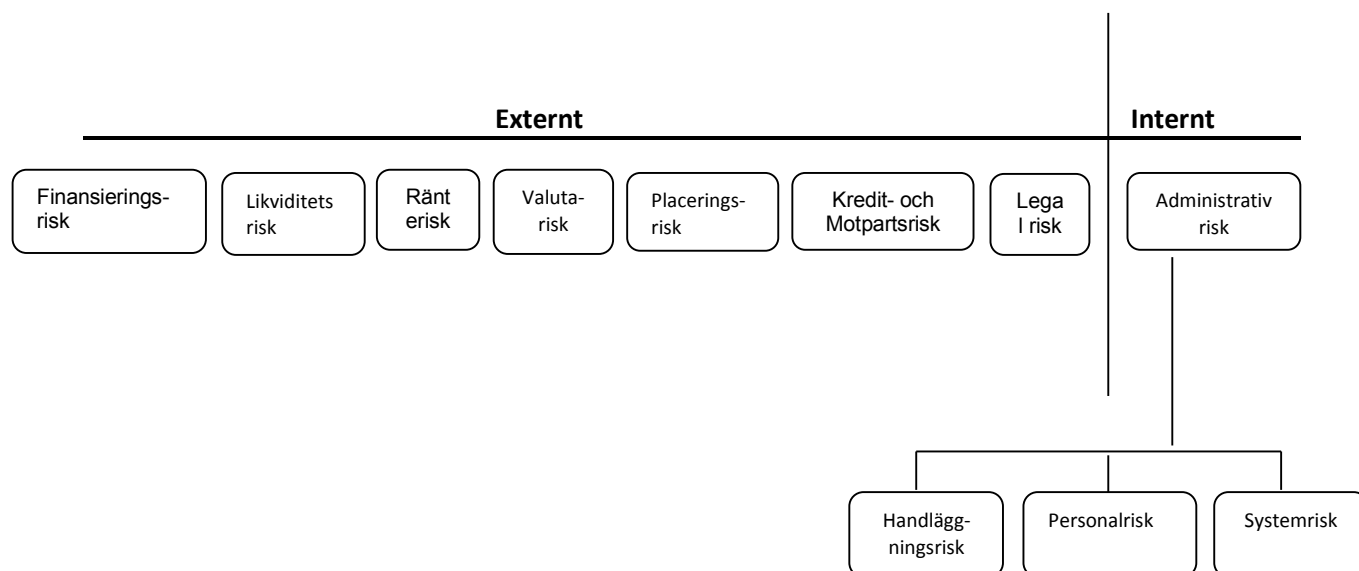 Externt
Internt
Finansierings-
risk
Likviditets
risk
Ränt
erisk
Valuta-
risk
Placerings-
risk
Kredit- och
Motpartsrisk
Lega
l risk
Administrativ
risk
Handlägg-
ningsrisk
Personalrisk
Systemrisk